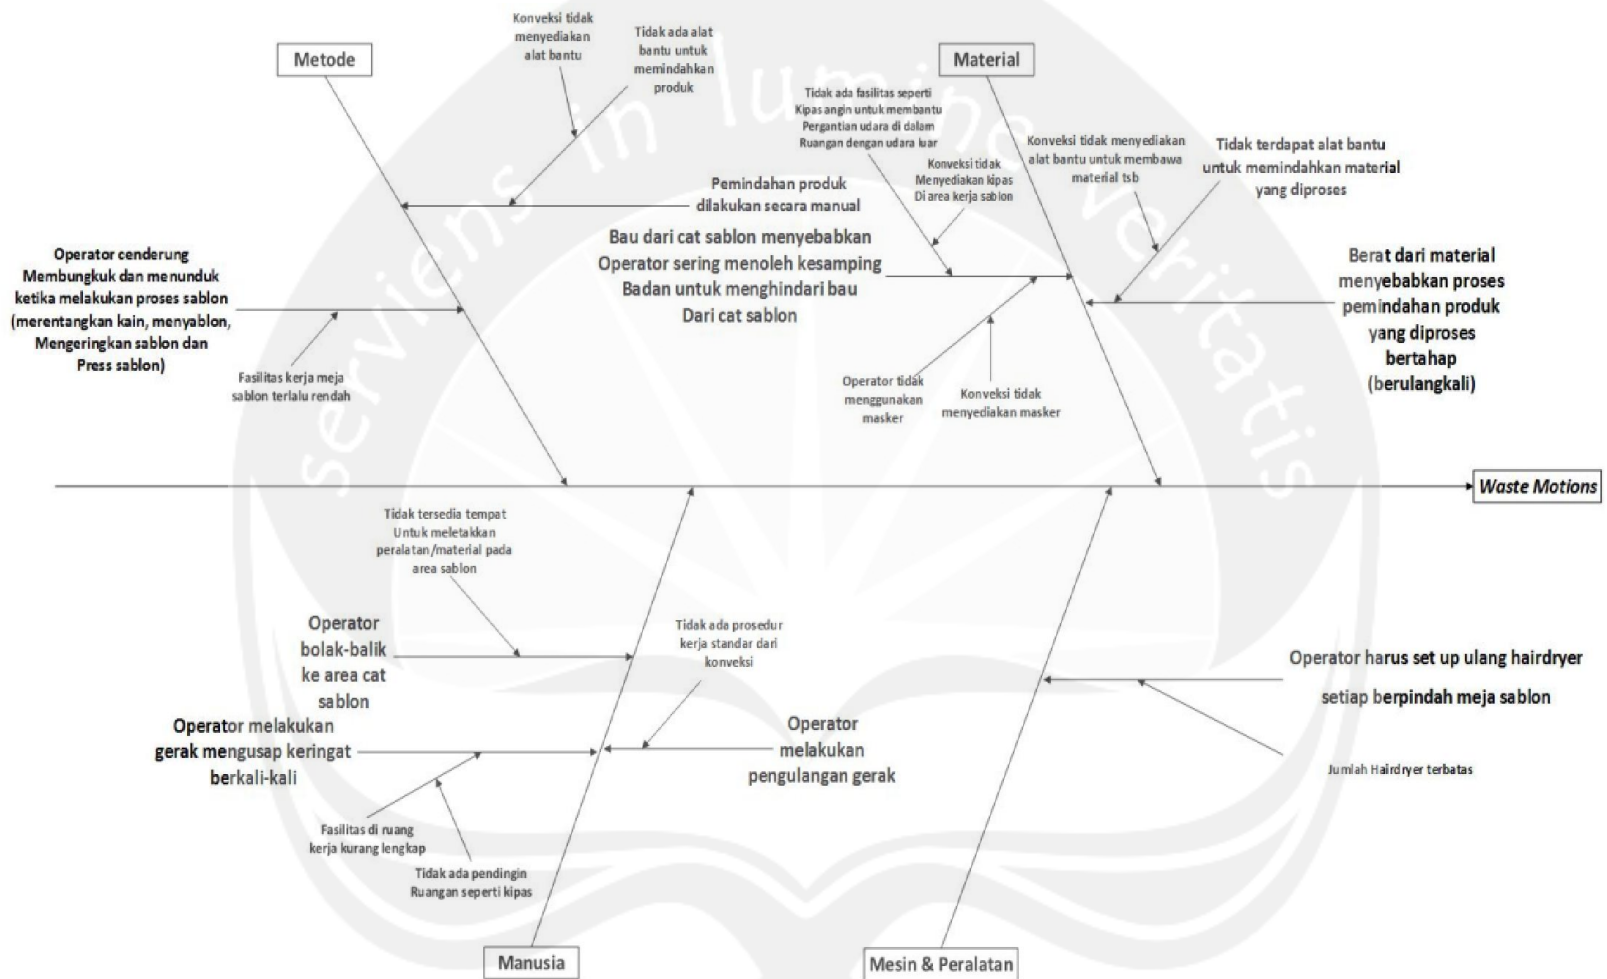 Konveksi tidak
menyediakan
alat bantu
Tidak ada alat
bantu untuk
memindahkan
produk
Metode
Material
Tidak ada fasilitas seperti
Kipas angin untuk membantu
Pergantian udara di dalam
Ruangan dengan udara luar
Konveksi tidak
Menyediakan kipas
Di area kerja sablon
Konveksi tidak menyediakan
alat bantu untuk membawa
material tsb
Tidak terdapat alat bantu
untuk memindahkan material
yang diproses
Pemindahan produk
dilakukan secara manual
Bau dari cat sablon menyebabkan
Operator sering menoleh kesamping
Badan untuk menghindari bau
Dari cat sablon
Operator cenderung
Membungkuk dan menunduk
ketika melakukan proses sablon
(merentangkan kain, menyablon,
Mengeringkan sablon dan
Press sablon)
Berat dari material
menyebabkan proses
pemindahan produk
yang diproses
bertahap
(berulangkali)
Fasilitas kerja meja
sablon terlalu rendah
Operator tidak
menggunakan
masker
Konveksi tidak
menyediakan masker
Waste Motions
Tidak tersedia tempat
Untuk meletakkan
peralatan/material pada
area sablon
Operator
bolak-balik
ke area cat
sablon
Tidak ada prosedur
kerja standar dari
konveksi
Operator harus set up ulang hairdryer
setiap berpindah meja sablon
Operator melakukan
gerak mengusap keringat
berkali-kali
Operator
melakukan
pengulangan gerak
Jumlah Hairdryer terbatas
Fasilitas di ruang
kerja kurang lengkap
Tidak ada pendingin
Ruangan seperti kipas
Manusia
Mesin & Peralatan
serviens in lumine veritatis